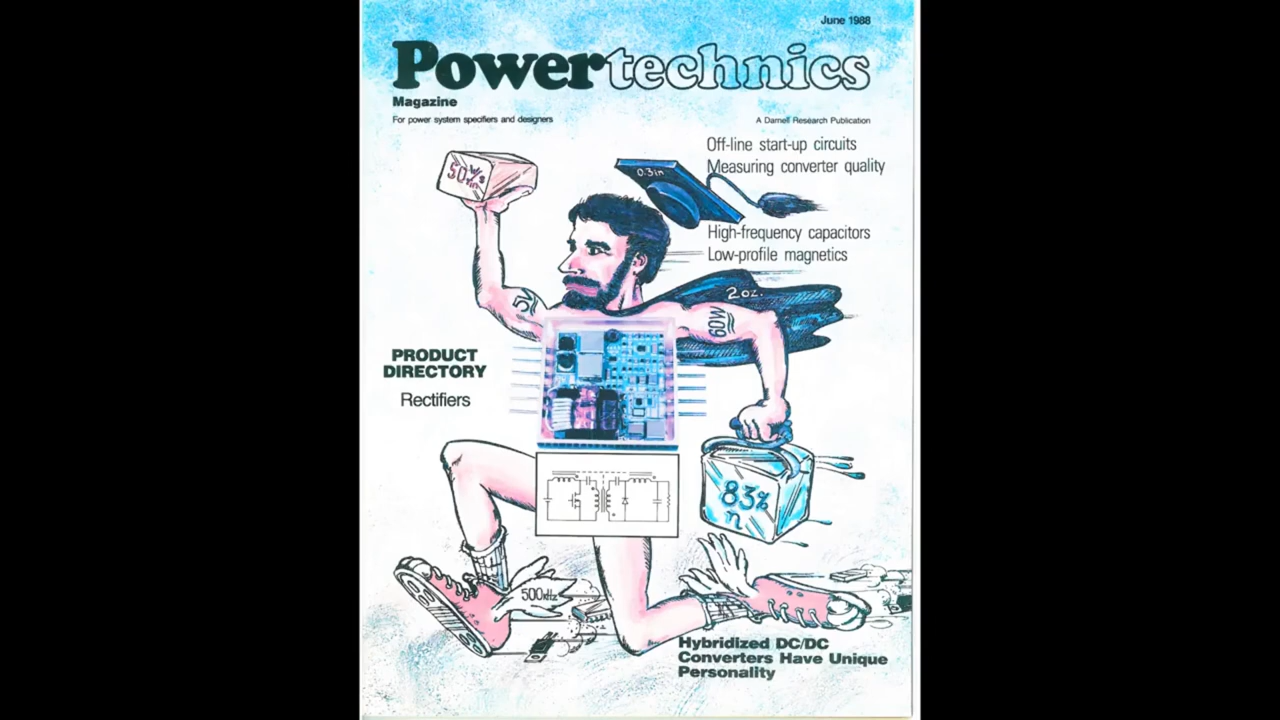 June 1988
Powertechnics
Magazine
For power system specifiers and designers
A Darnell Research Publication
Off-line start-up circuits
Measuring converter quality
50 W/s
in
0.3in
High-frequency capacitors
Low-profile magnetics
2oz.
5V
60W
PRODUCT
DIRECTORY
Rectifiers
83%
n
500kHz
Hybridized DC/DC
Converters Have Unique
Personality